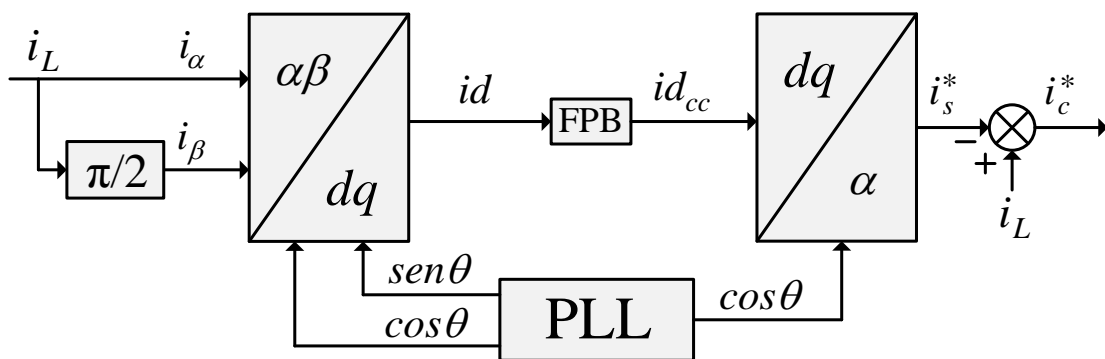 i_L
i_α
αβ
dq
id
FPB
id_cc
dq
α
i_s^*
i_c^*
−
+
i_L
π/2
i_β
senθ
cosθ
PLL
cosθ